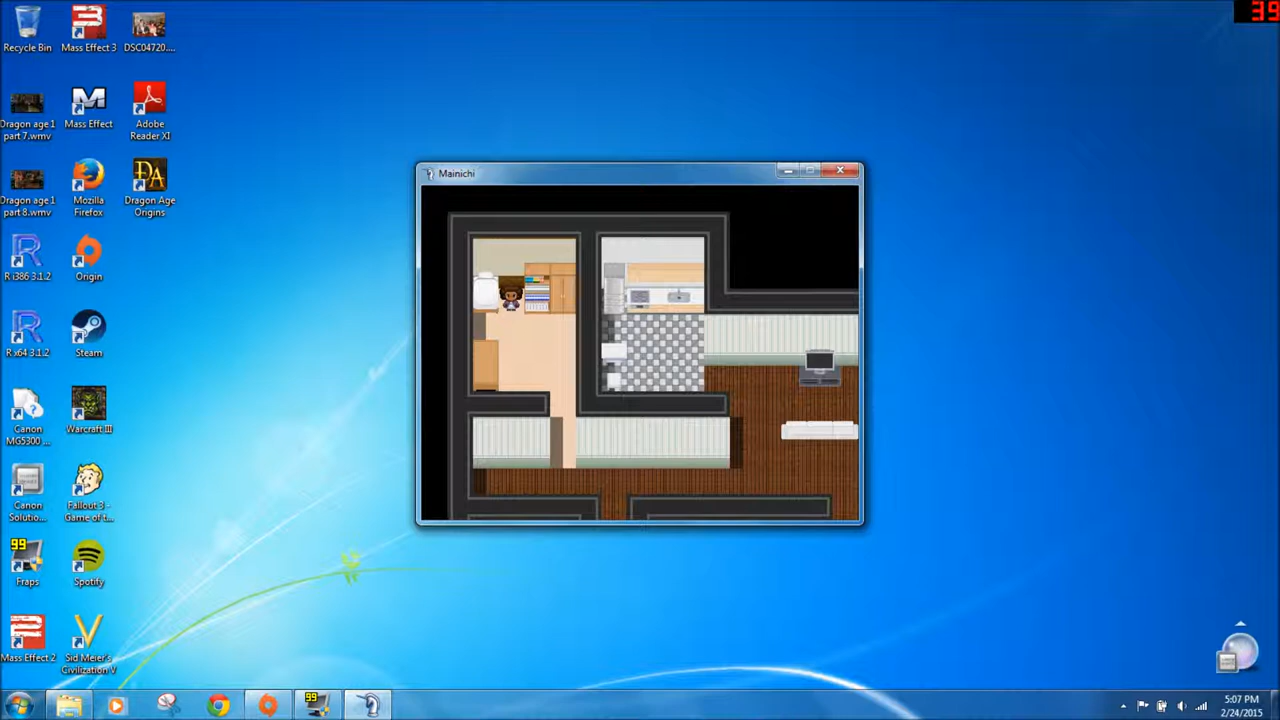 39
Recycle Bin
Mass Effect 3
DSC04720....
Dragon age 1
part 7.wmv
Mass Effect
Adobe
Reader XI
Dragon age 1
part 8.wmv
Mozilla
Firefox
Dragon Age
Origins
R i386 3.1.2
Origin
R x64 3.1.2
Steam
Canon
MG5300 ...
Warcraft III
Canon
Solutio...
Fallout 3 -
Game of t...
99
Fraps
Spotify
Mass Effect 2
Sid Meier's
Civilization V
Mainichi
99
5:07 PM
2/24/2015